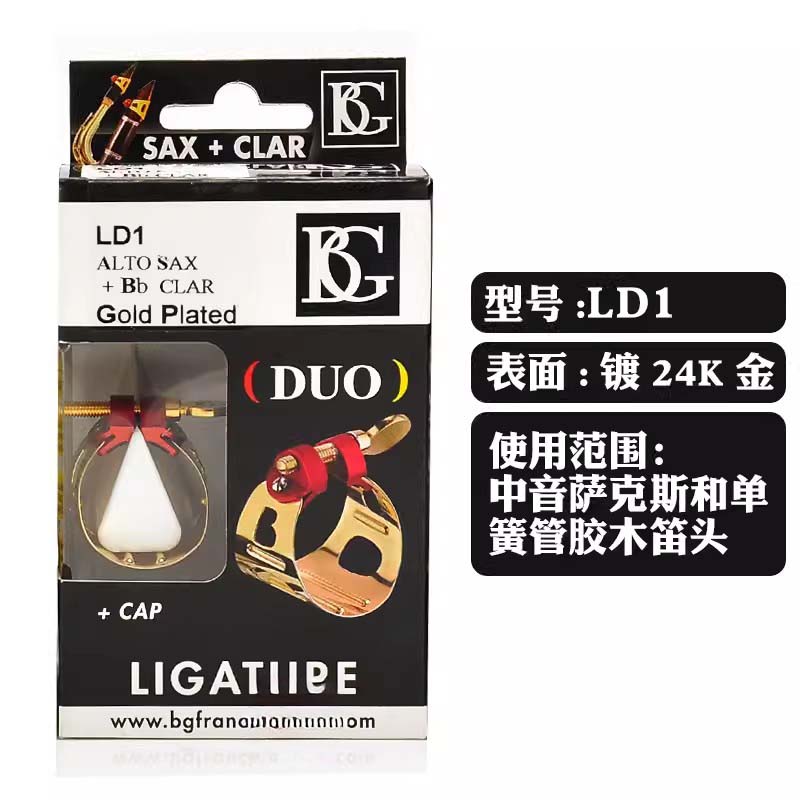 BG
SAX + CLAR
LD1
ALTO SAX
+ Bb CLAR
Gold Plated
BG
( DUO )
+ CAP
型号 :LD1
表面 : 镀 24K 金
使用范围:
中音萨克斯和单
簧管胶木笛头